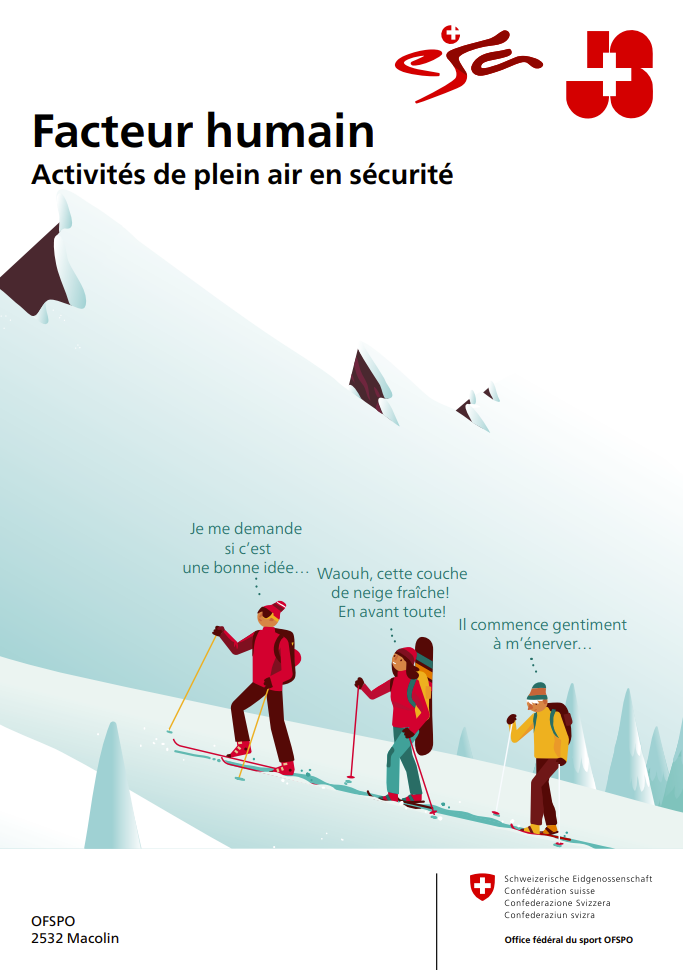 Facteur humain
Activités de plein air en sécurité
Je me demande
si c’est
une bonne idée…
Waouh, cette couche
de neige fraîche!
En avant toute!
Il commence gentiment
à m’énerver…
OFSPO
2532 Macolin
Schweizerische Eidgenossenschaft
Confédération suisse
Confederazione Svizzera
Confederaziun svizra
Office fédéral du sport OFSPO